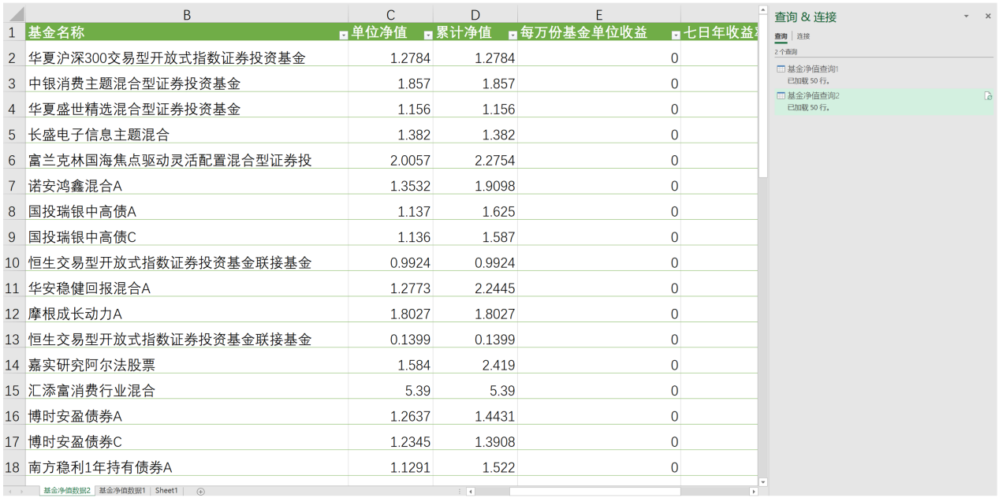 B C D E
1 基金名称 单位净值 累计净值 每万份基金单位收益 七日年收益率
2 华夏沪深300交易型开放式指数证券投资基金 1.2784 1.2784 0
3 中银消费主题混合型证券投资基金 1.857 1.857 0
4 华夏盛世精选混合型证券投资基金 1.156 1.156 0
5 长盛电子信息主题混合 1.382 1.382 0
6 富兰克林国海焦点驱动灵活配置混合型证券投 2.0057 2.2754 0
7 诺安鸿鑫混合A 1.3532 1.9098 0
8 国投瑞银中高债A 1.137 1.625 0
9 国投瑞银中高债C 1.136 1.587 0
10 恒生交易型开放式指数证券投资基金联接基金 0.9924 0.9924 0
11 华安稳健回报混合A 1.2773 2.2445 0
12 摩根成长动力A 1.8027 1.8027 0
13 恒生交易型开放式指数证券投资基金联接基金 0.1399 0.1399 0
14 嘉实研究阿尔法股票 1.584 2.419 0
15 汇添富消费行业混合 5.39 5.39 0
16 博时安盈债券A 1.2637 1.4431 0
17 博时安盈债券C 1.2345 1.3908 0
18 南方稳利1年持有债券A 1.1291 1.522 0
基金净值数据2 基金净值数据1 Sheet1
查询 & 连接
查询 连接
2 个查询
基金净值查询1
已加载 50 行。
基金净值查询2
已加载 50 行。